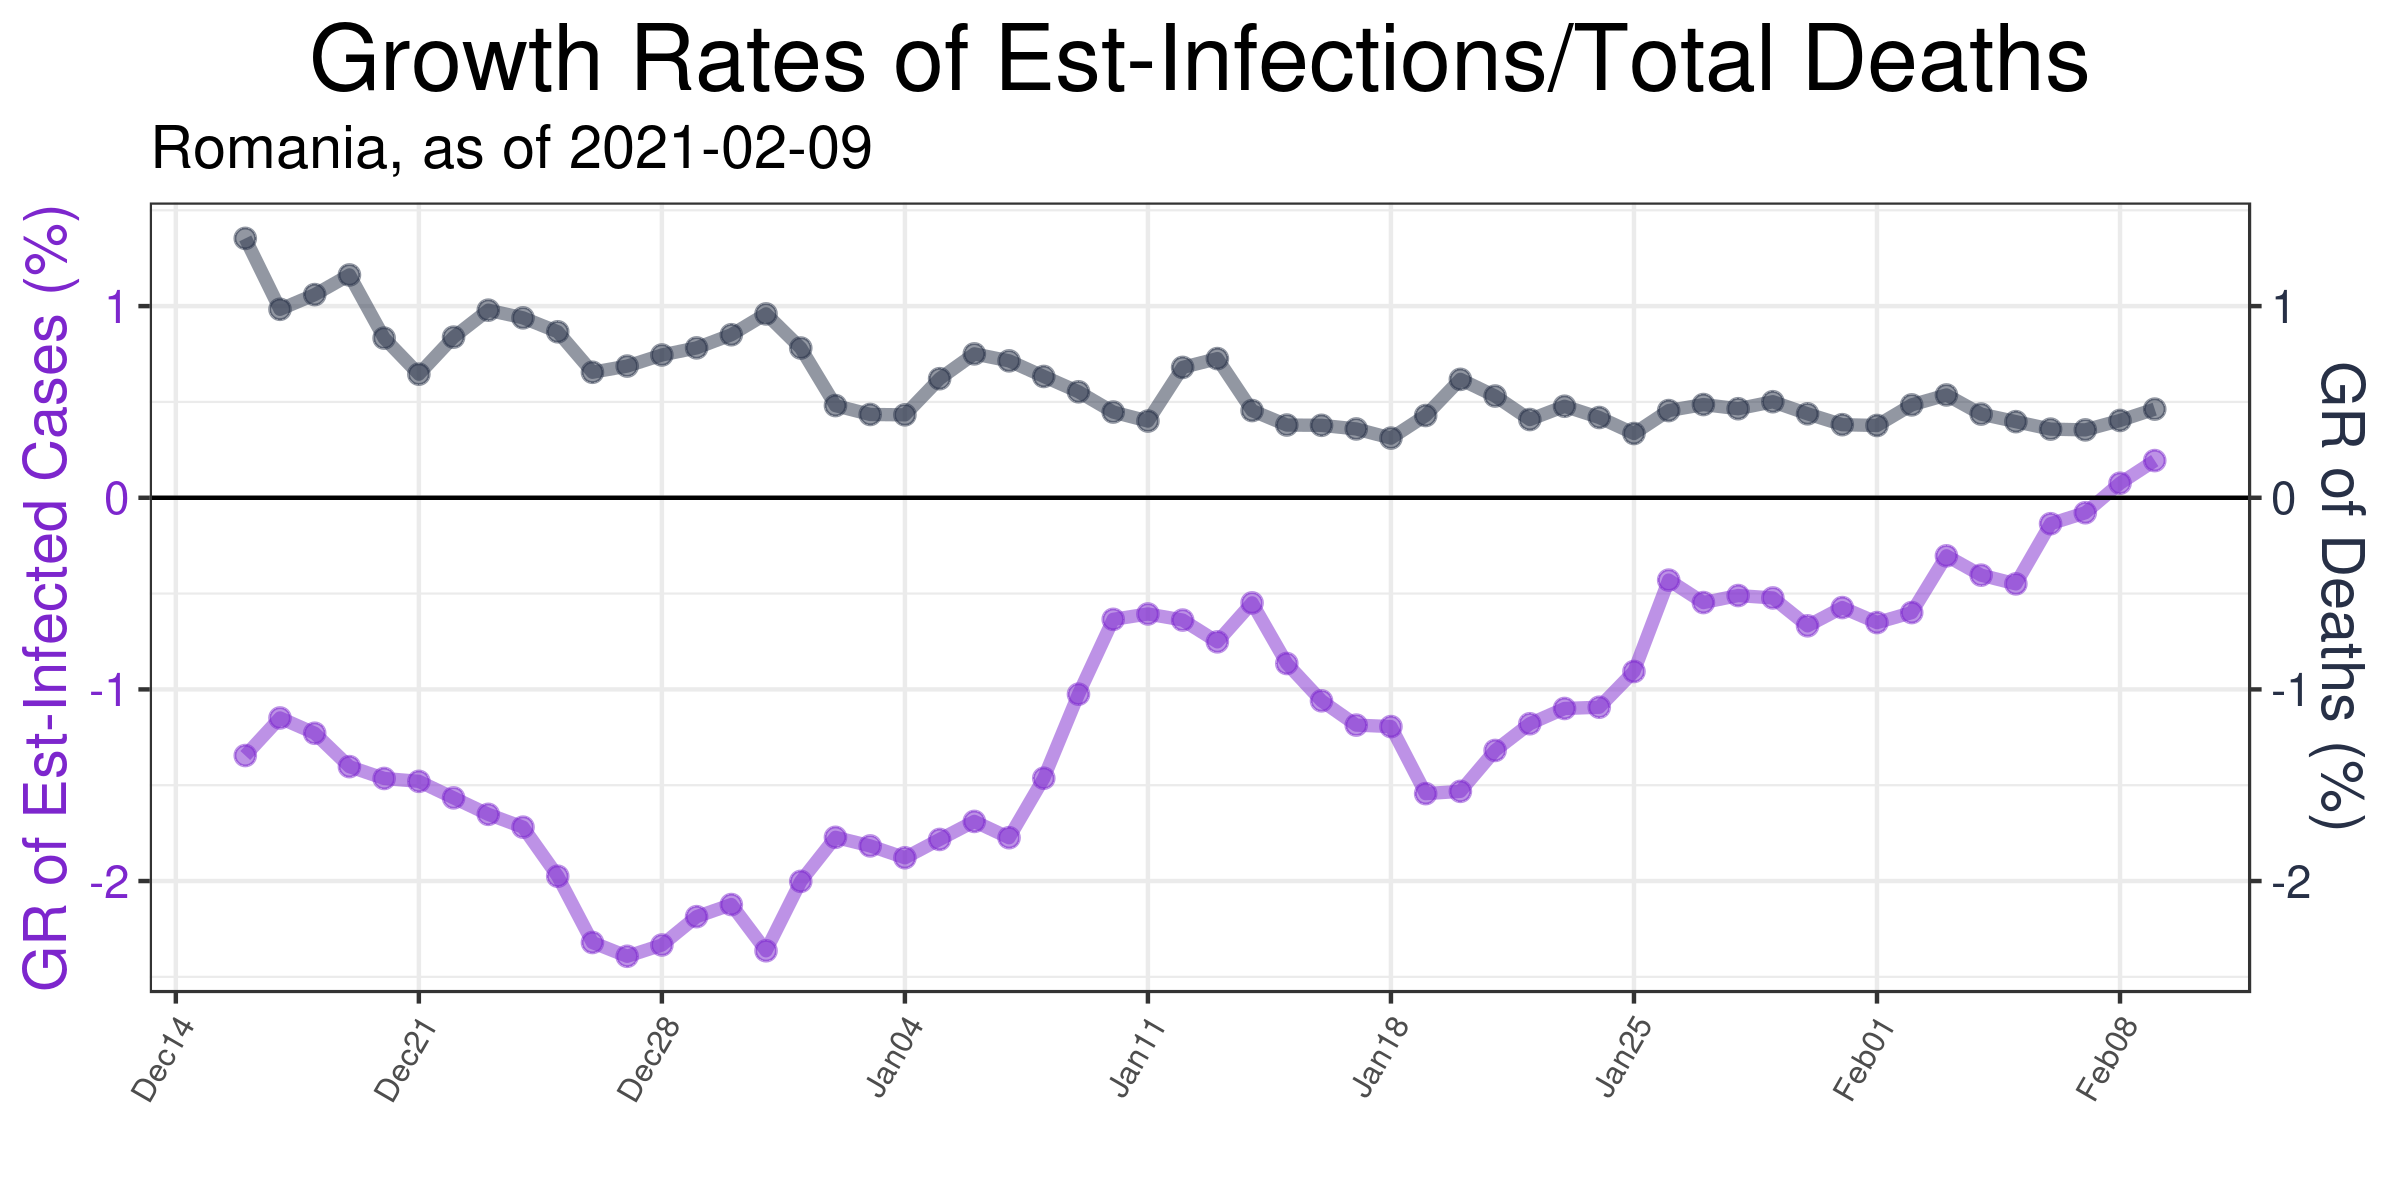 Growth Rates of Est-Infections/Total Deaths
Romania, as of 2021-02-09
GR of Est-Infected Cases (%)
1
0
-1
-2
1
0
-1
-2
GR of Deaths (%)
Dec14
Dec21
Dec28
Jan04
Jan11
Jan18
Jan25
Feb01
Feb08